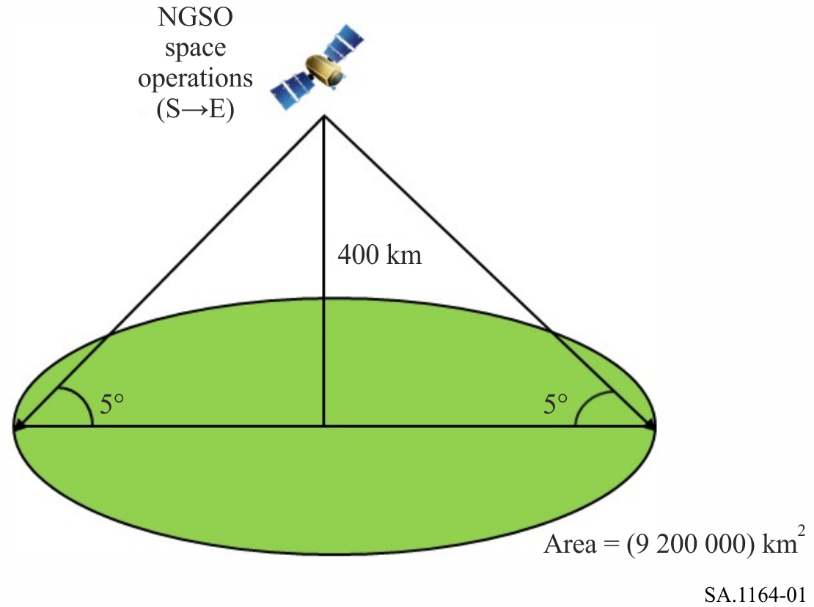 NGSO
space
operations
(S→E)
400 km
5°
5°
Area = (9 200 000) km²
SA.1164-01